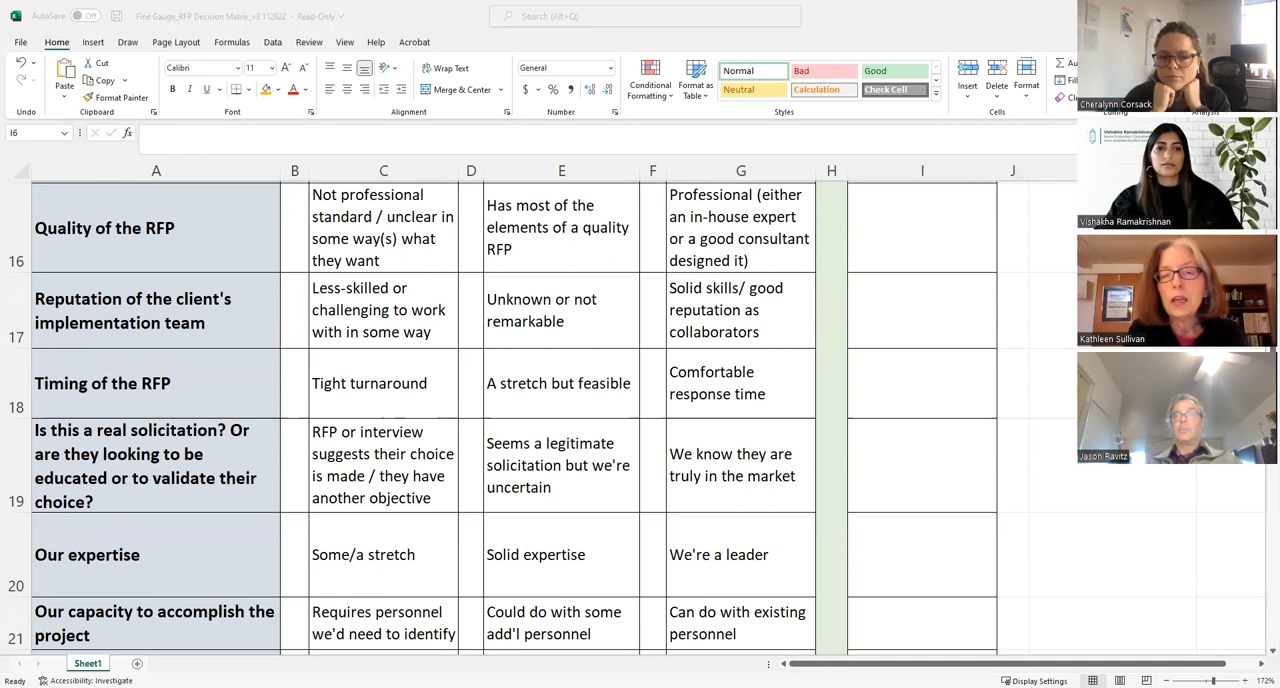 AutoSave Off Fine Gauge_RFP Decision Matrix_v3 112822 - Read-Only Search (Alt+Q)
File Home Insert Draw Page Layout Formulas Data Review View Help Acrobat
Paste Cut
Copy
Format Painter
Calibri 11
Wrap Text
Merge & Center
General
$ % 9
Conditional Formatting
Format as Table
Normal Bad Good
Neutral Calculation Check Cell
Insert Delete Format
Undo Clipboard Font Alignment Number Styles Cells
I6 fx
A B C D E F G H I J
16
Quality of the RFP
Not professional
standard / unclear in
some way(s) what
they want
Has most of the
elements of a quality
RFP
Professional (either
an in-house expert
or a good consultant
designed it)
17
Reputation of the client's
implementation team
Less-skilled or
challenging to work
with in some way
Unknown or not
remarkable
Solid skills/ good
reputation as
collaborators
18
Timing of the RFP
Tight turnaround
A stretch but feasible
Comfortable
response time
19
Is this a real solicitation? Or
are they looking to be
educated or to validate their
choice?
RFP or interview
suggests their choice
is made / they have
another objective
Seems a legitimate
solicitation but we're
uncertain
We know they are
truly in the market
20
Our expertise
Some/a stretch
Solid expertise
We're a leader
21
Our capacity to accomplish the
project
Requires personnel
we'd need to identify
Could do with some
add'l personnel
Can do with existing
personnel
Sheet1
Ready Accessibility: Investigate Display Settings 172%
Cheralynn Corsack
Vishakha Ramakrishnan
Vishakha Ramakrishnan
Kathleen Sullivan
Jason Ravitz